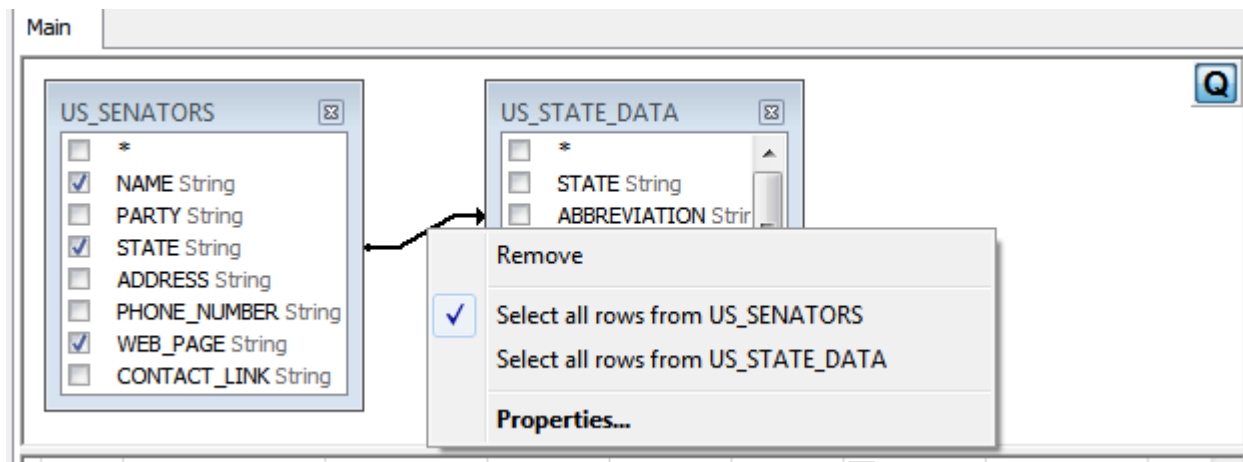 Main
Q
US_SENATORS
*
NAME String
PARTY String
STATE String
ADDRESS String
PHONE_NUMBER String
WEB_PAGE String
CONTACT_LINK String
US_STATE_DATA
*
STATE String
ABBREVIATION Strin
Remove
Select all rows from US_SENATORS
Select all rows from US_STATE_DATA
Properties...